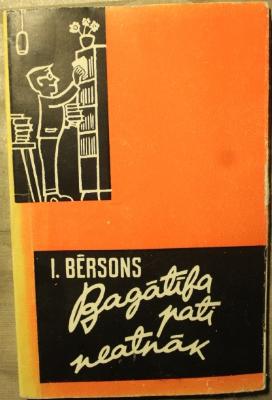 I. BĒRSONS
Bagātība
pati
neatnāk